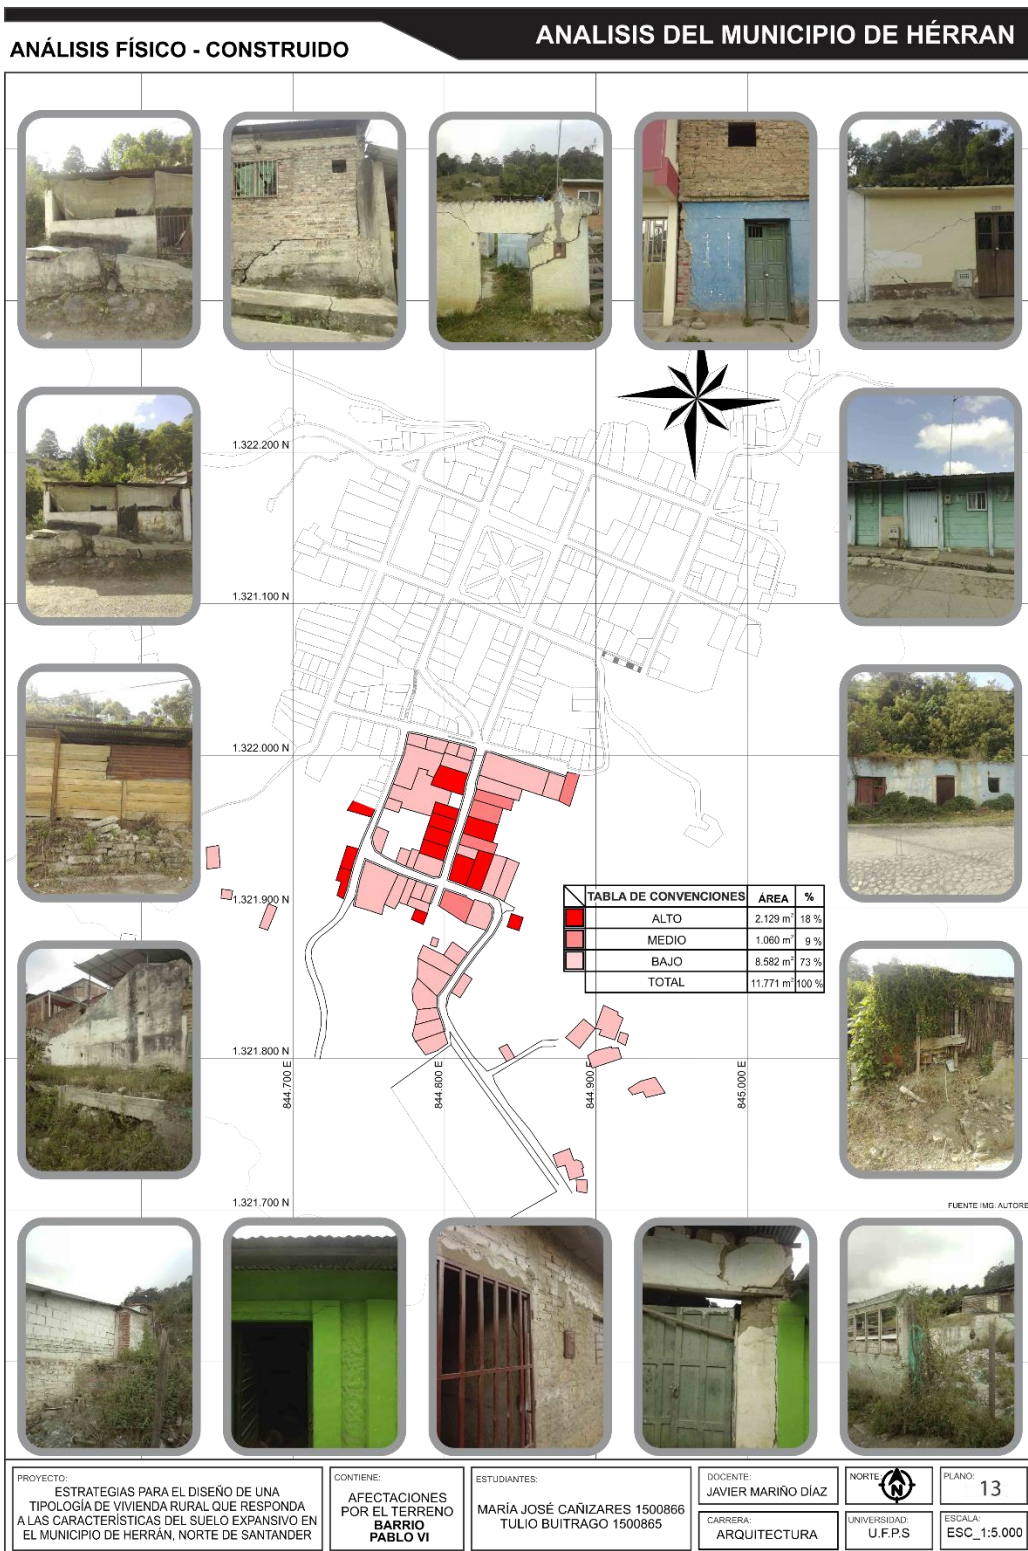 ANÁLISIS FÍSICO - CONSTRUIDO
ANALISIS DEL MUNICIPIO DE HÉRRAN
1.322.200 N
1.321.100 N
1.322.000 N
1.321.900 N
TABLA DE CONVENCIONES ÁREA %
ALTO 2.129 m² 18 %
MEDIO 1.060 m² 9 %
BAJO 8.582 m² 73 %
TOTAL 11.771 m² 100 %
1.321.800 N
844.700 E
844.800 E
844.900 E
845.000 E
1.321.700 N
FUENTE IMG: AUTORE
PROYECTO:
ESTRATEGIAS PARA EL DISEÑO DE UNA
TIPOLOGÍA DE VIVIENDA RURAL QUE RESPONDA
A LAS CARACTERÍSTICAS DEL SUELO EXPANSIVO EN
EL MUNICIPIO DE HERRÁN, NORTE DE SANTANDER
CONTIENE:
AFECTACIONES
POR EL TERRENO
BARRIO
PABLO VI
ESTUDIANTES:
MARÍA JOSÉ CAÑIZARES 1500866
TULIO BUITRAGO 1500865
DOCENTE:
JAVIER MARIÑO DÍAZ
CARRERA:
ARQUITECTURA
NORTE:
N
UNIVERSIDAD:
U.F.P.S
PLANO:
13
ESCALA:
ESC_1:5.000